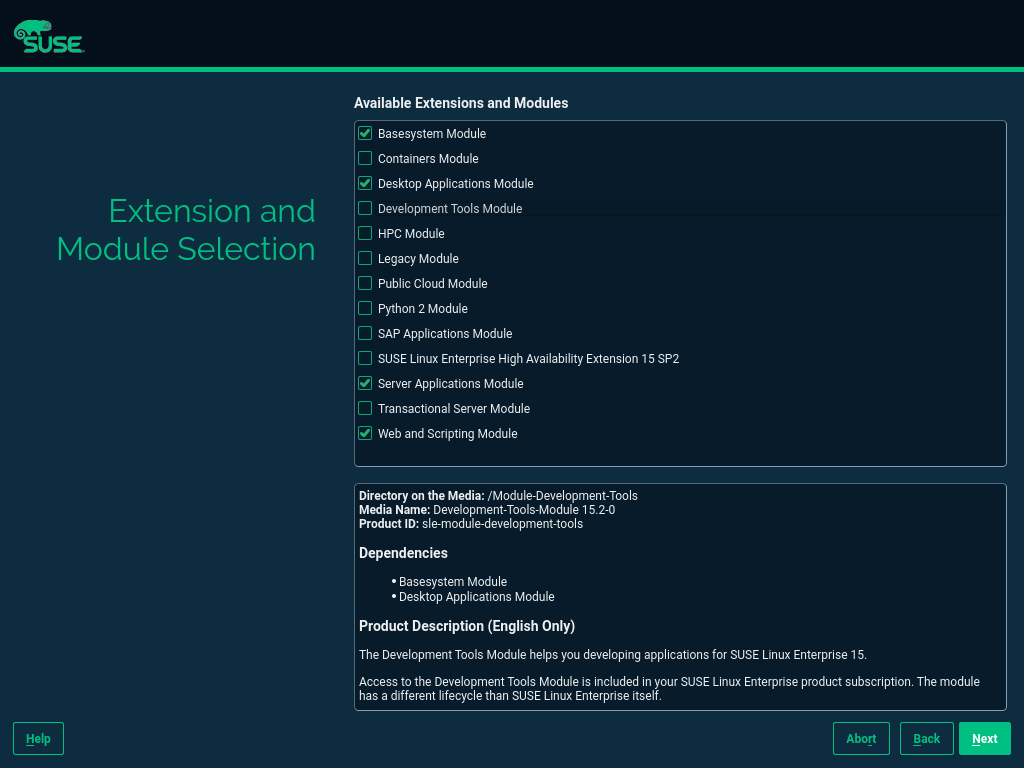 SUSE
Extension and
Module Selection
Available Extensions and Modules
Basesystem Module
Containers Module
Desktop Applications Module
Development Tools Module
HPC Module
Legacy Module
Public Cloud Module
Python 2 Module
SAP Applications Module
SUSE Linux Enterprise High Availability Extension 15 SP2
Server Applications Module
Transactional Server Module
Web and Scripting Module
Directory on the Media: /Module-Development-Tools
Media Name: Development-Tools-Module 15.2-0
Product ID: sle-module-development-tools
Dependencies
• Basesystem Module
• Desktop Applications Module
Product Description (English Only)
The Development Tools Module helps you developing applications for SUSE Linux Enterprise 15.
Access to the Development Tools Module is included in your SUSE Linux Enterprise product subscription. The module
has a different lifecycle than SUSE Linux Enterprise itself.
Help
Abort
Back
Next